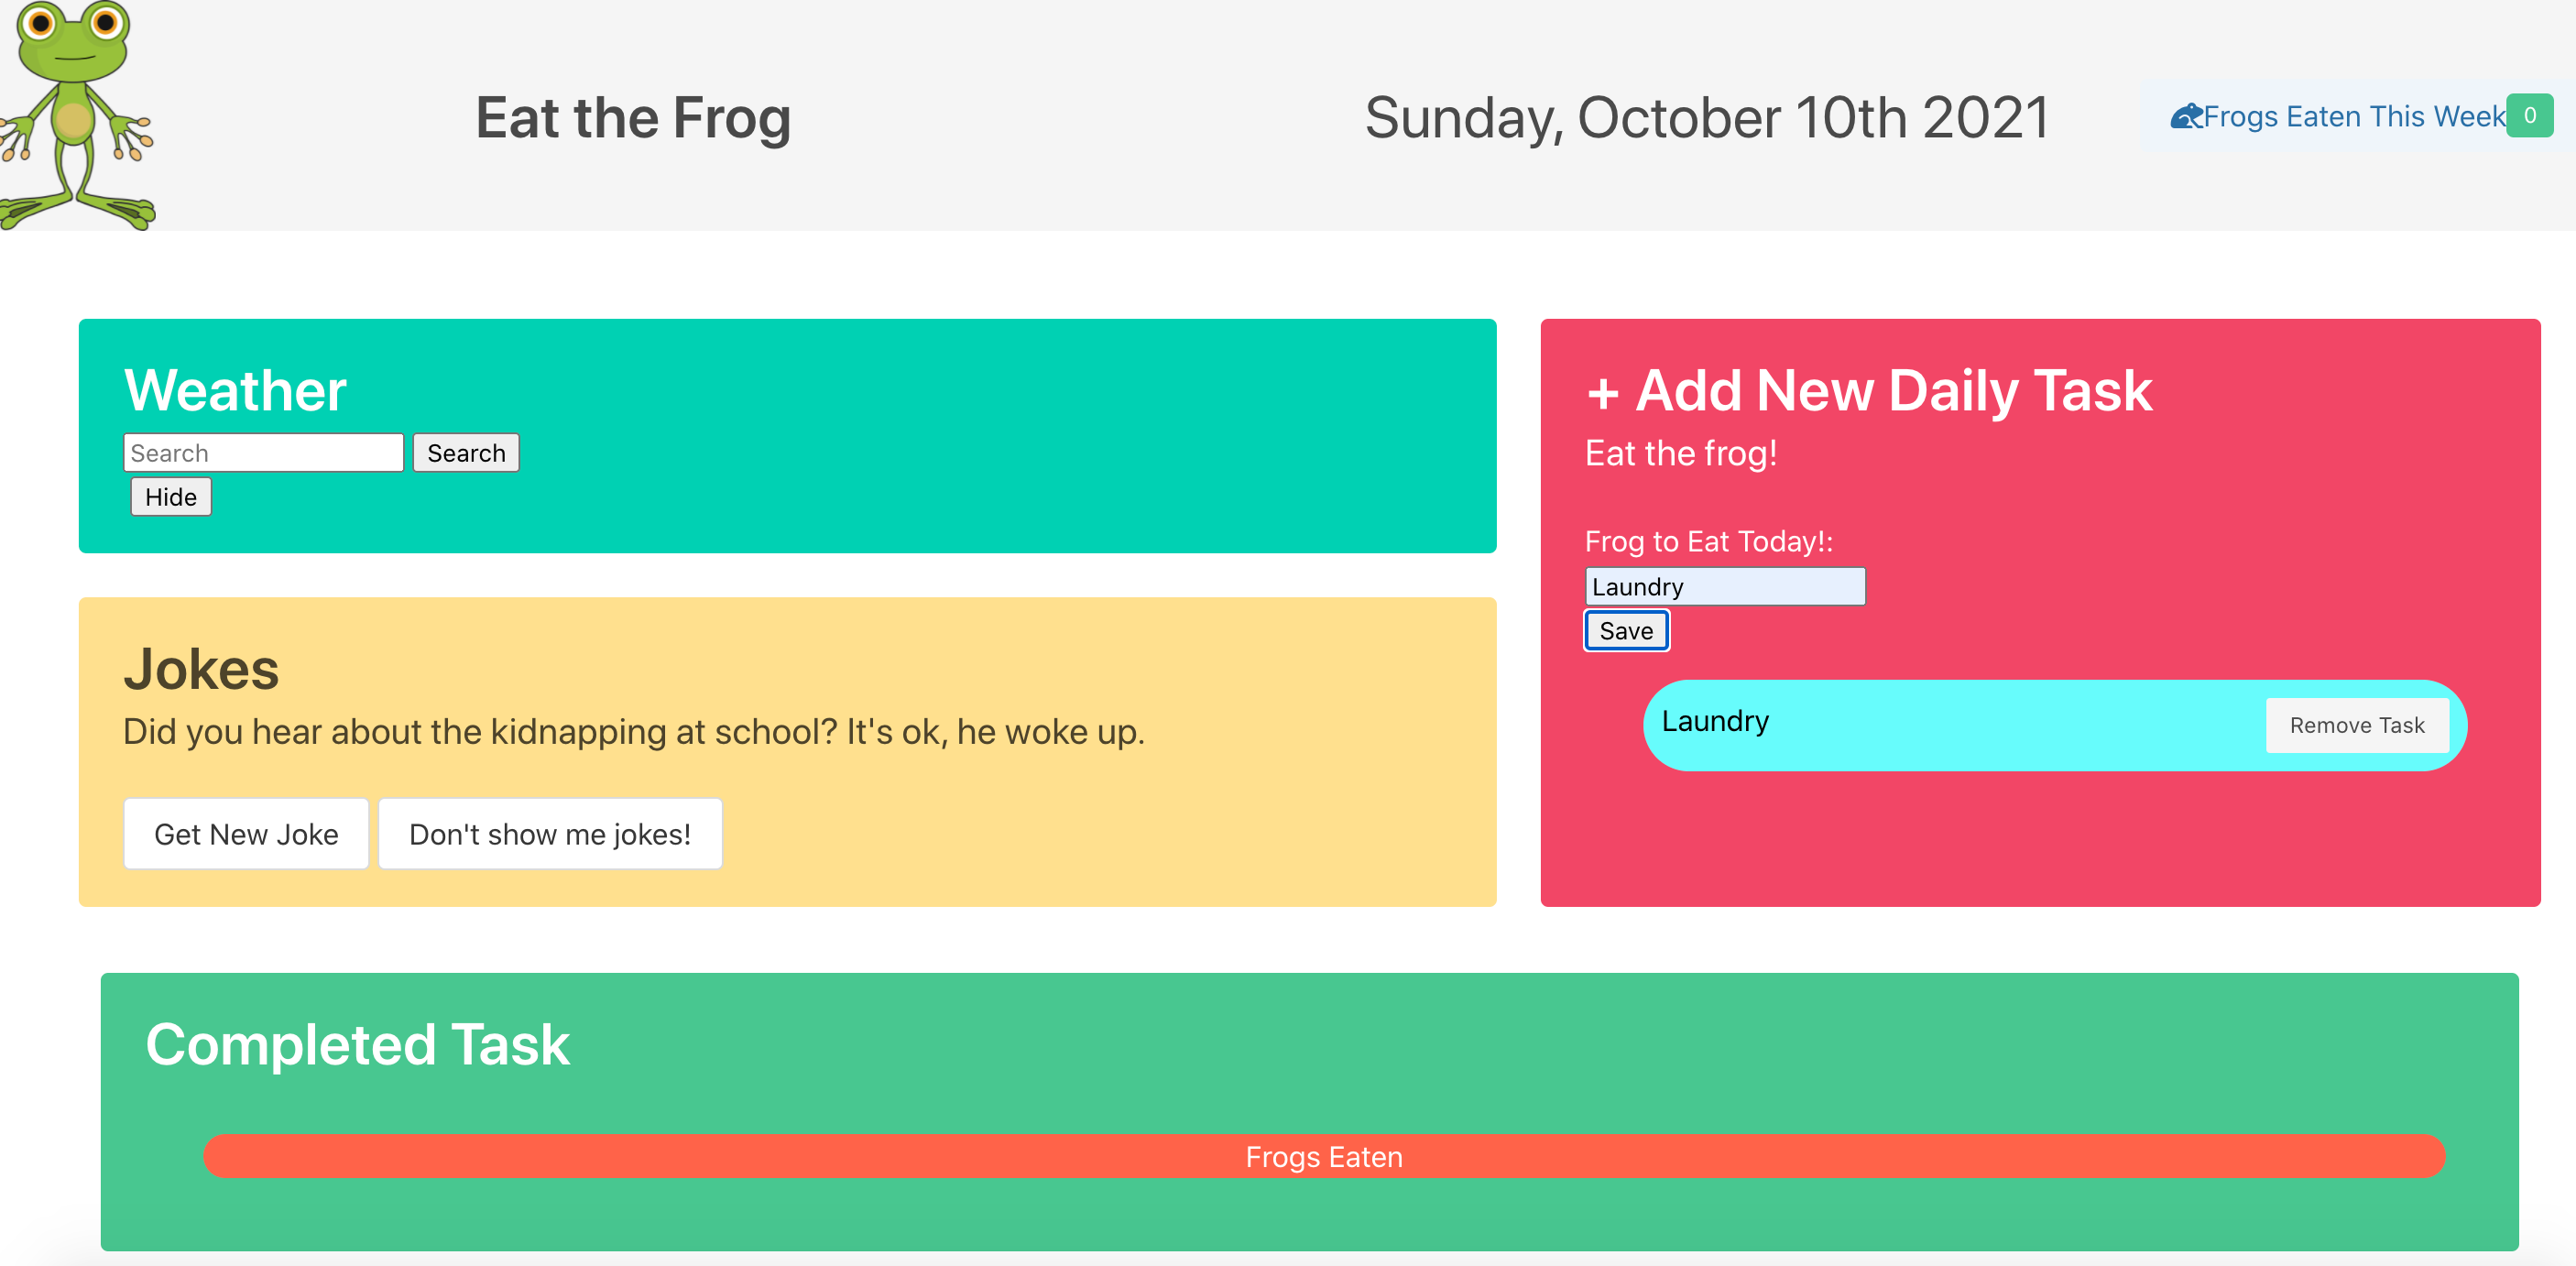 Eat the Frog
Sunday, October 10th 2021
Frogs Eaten This Week 0
Weather
Search Search
Hide
Jokes
Did you hear about the kidnapping at school? It's ok, he woke up.
Get New Joke Don't show me jokes!
+ Add New Daily Task
Eat the frog!
Frog to Eat Today!:
Laundry
Save
Laundry Remove Task
Completed Task
Frogs Eaten